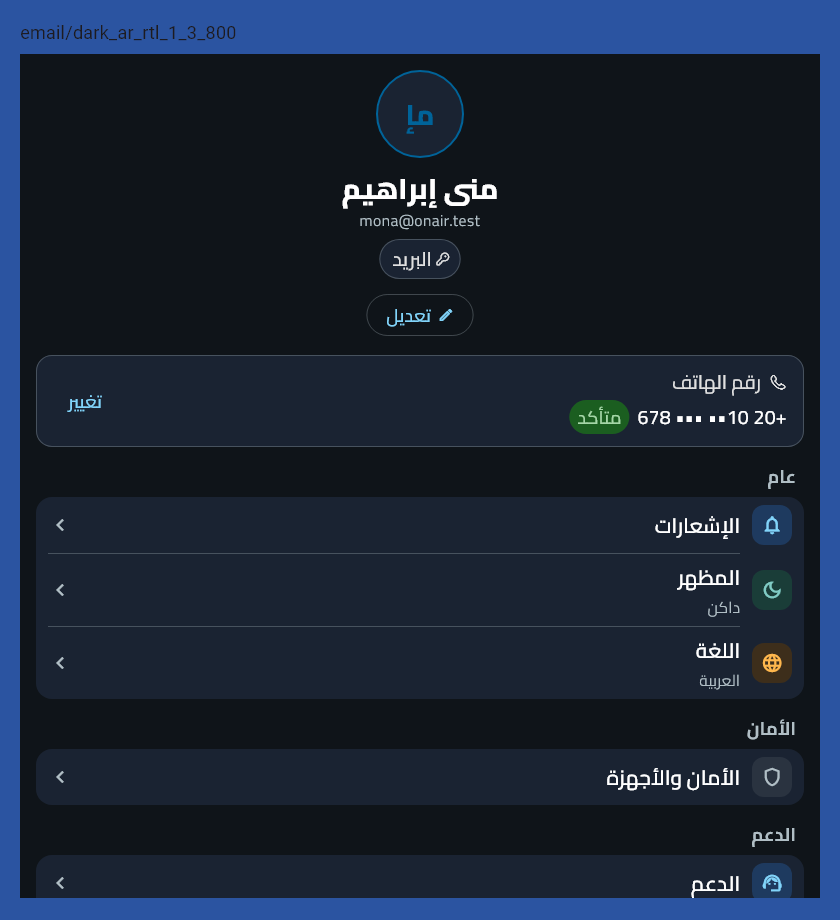 email/dark_ar_rtl_1_3_800
مإ
منى إبراهيم
mona@onair.test
البريد
تعديل
رقم الهاتف
+20 10•• ••• 678 متأكد
تغيير
عام
الإشعارات
المظهر
داكن
اللغة
العربية
الأمان
الأمان والأجهزة
الدعم
الدعم